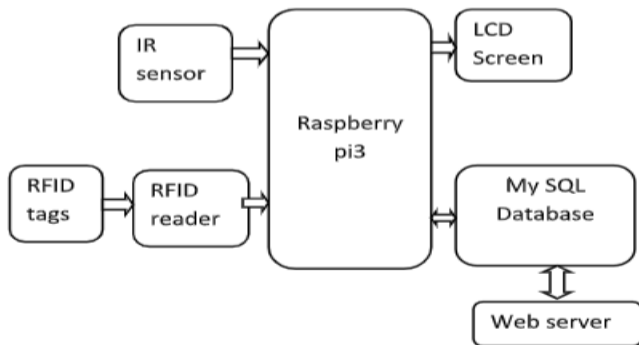 IR
sensor
LCD
Screen
Raspberry
pi3
RFID
tags
RFID
reader
My SQL
Database
Web server